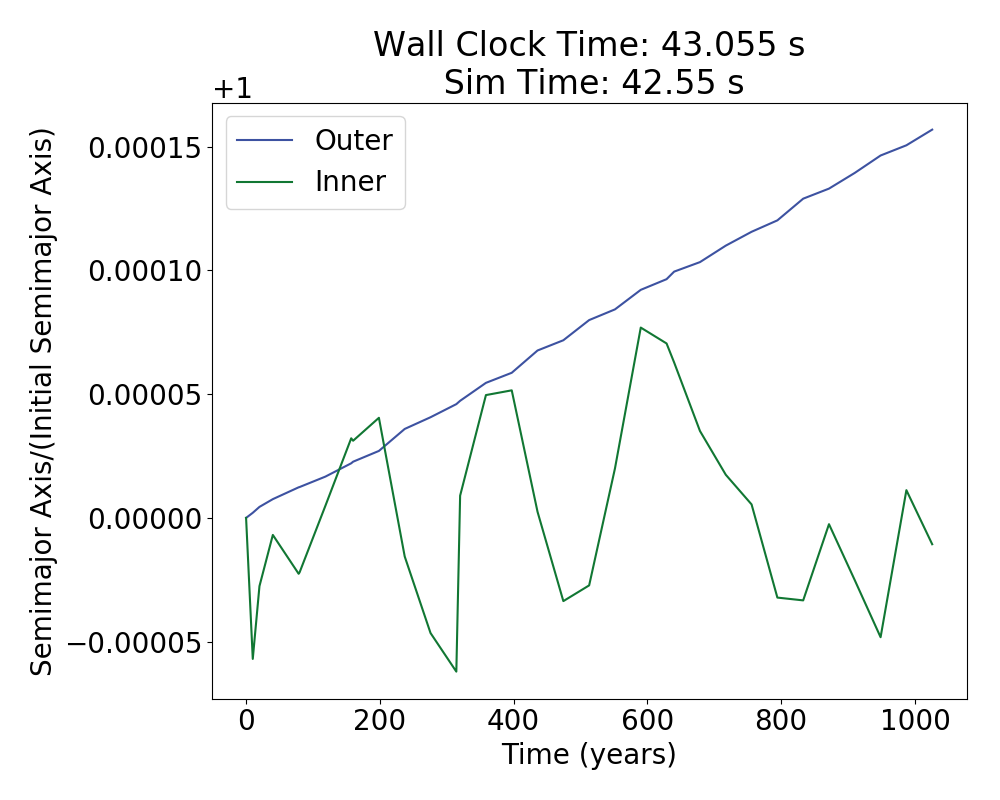 Wall Clock Time: 43.055 s
Sim Time: 42.55 s
+1
Outer
Inner
0.00015
0.00010
0.00005
0.00000
−0.00005
Semimajor Axis/(Initial Semimajor Axis)
0 200 400 600 800 1000
Time (years)